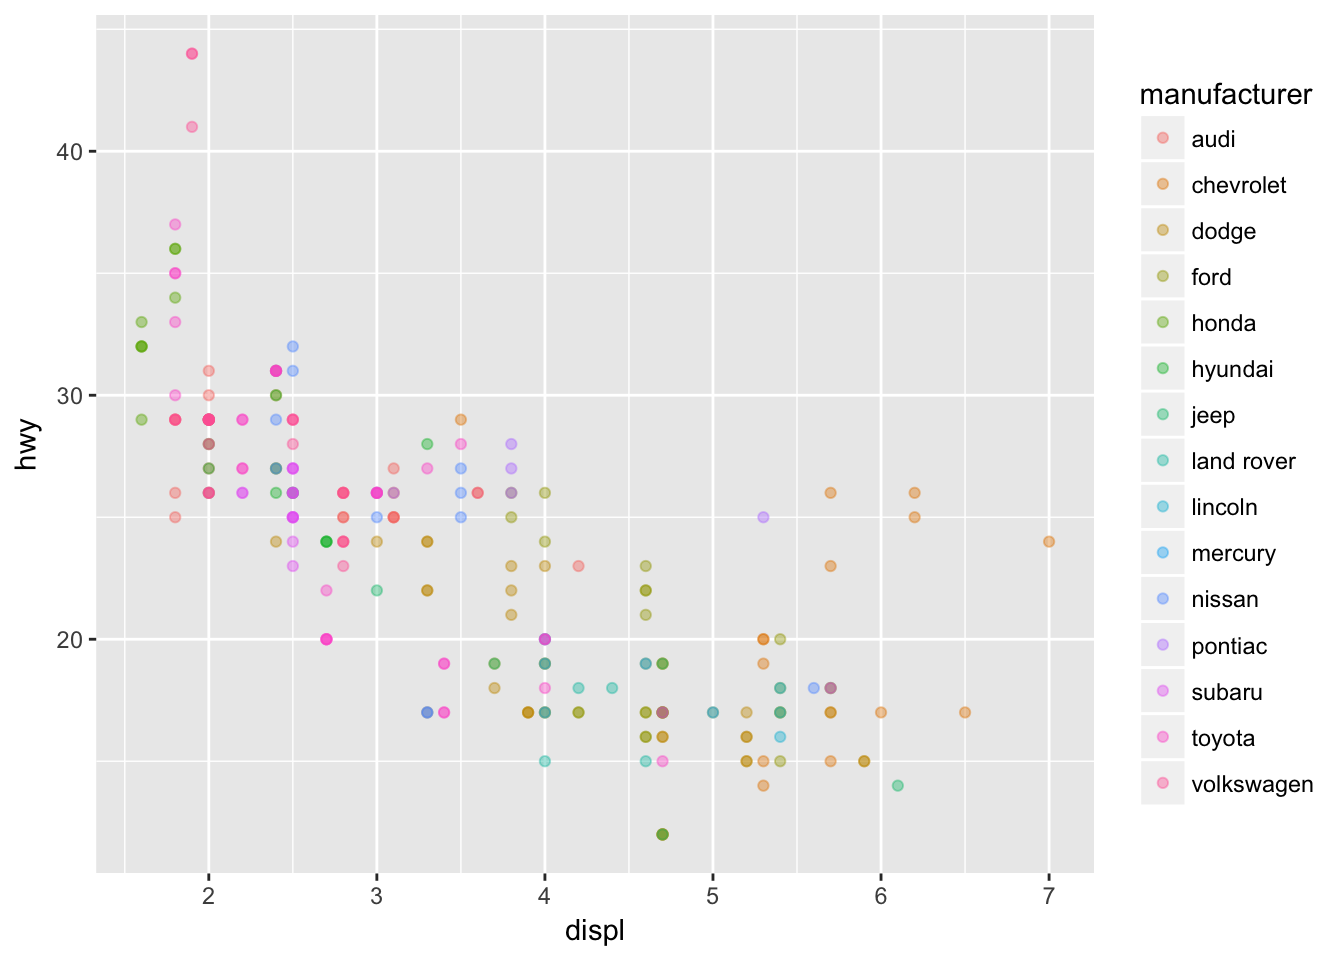 hwy
40
30
20
2 3 4 5 6 7
displ
manufacturer
audi
chevrolet
dodge
ford
honda
hyundai
jeep
land rover
lincoln
mercury
nissan
pontiac
subaru
toyota
volkswagen